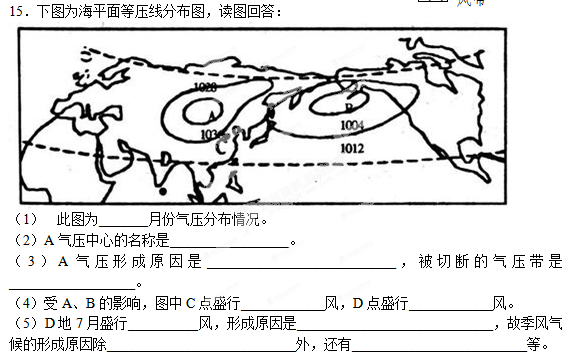 风带
15．下图为海平面等压线分布图，读图回答：
1028
A
1036
C
B
1004
1012
（1） 此图为______月份气压分布情况。
（2）A 气压中心的名称是________________。
（3）A 气压形成原因是__________________________，被切断的气压带是
__________________。
（4）受 A、B 的影响，图中 C 点盛行____________风，D 点盛行________________风。
（5）D 地 7 月盛行__________风，形成原因是____________________________，故季风气
候的形成原因除__________________________外，还有____________________等。